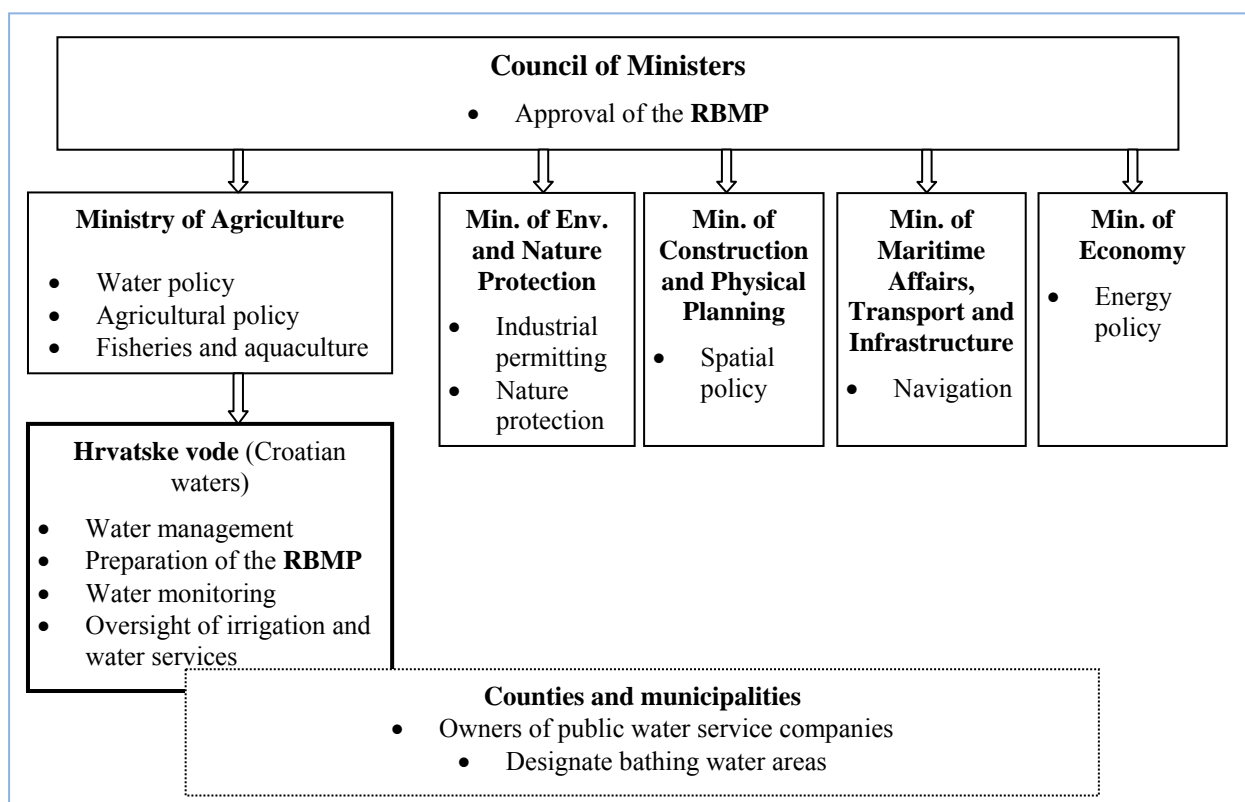 Council of Ministers
• Approval of the RBMP
Ministry of Agriculture
• Water policy
• Agricultural policy
• Fisheries and aquaculture
Min. of Env.
and Nature
Protection
• Industrial
permitting
• Nature
protection
Min. of
Construction
and Physical
Planning
• Spatial
policy
Min. of
Maritime
Affairs,
Transport and
Infrastructure
• Navigation
Min. of
Economy
• Energy
policy
Hrvatske vode (Croatian
waters)
• Water management
• Preparation of the RBMP
• Water monitoring
• Oversight of irrigation and
water services
Counties and municipalities
• Owners of public water service companies
• Designate bathing water areas